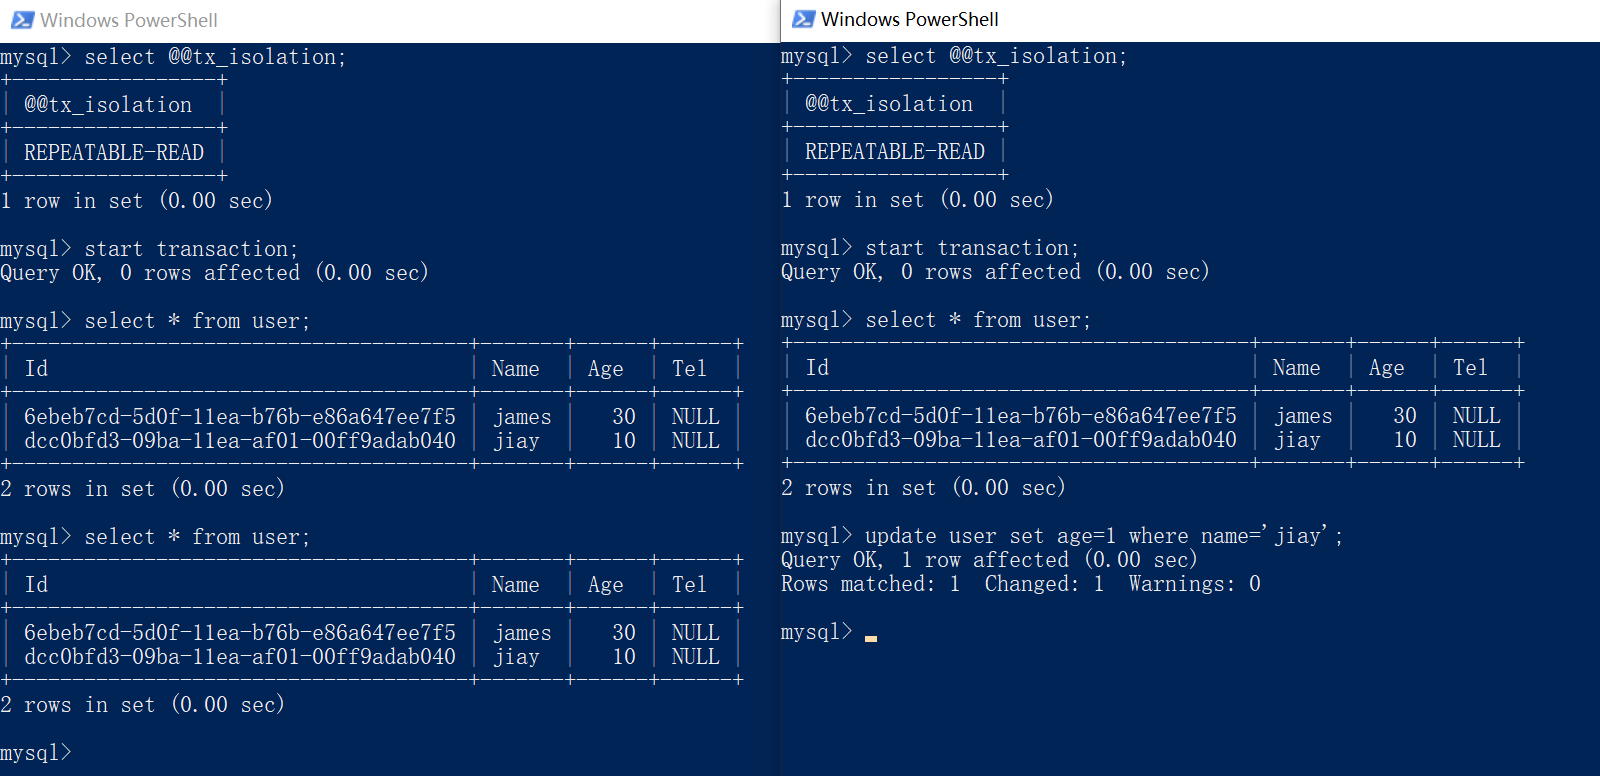 Windows PowerShell
mysql> select @@tx_isolation;
+-----------------+
| @@tx_isolation  |
+-----------------+
| REPEATABLE-READ |
+-----------------+
1 row in set (0.00 sec)

mysql> start transaction;
Query OK, 0 rows affected (0.00 sec)

mysql> select * from user;
+--------------------------------------+-------+------+------+
| Id                                   | Name  | Age  | Tel  |
+--------------------------------------+-------+------+------+
| 6ebeb7cd-5d0f-11ea-b76b-e86a647ee7f5 | james |   30 | NULL |
| dcc0bfd3-09ba-11ea-af01-00ff9adab040 | jiay  |   10 | NULL |
+--------------------------------------+-------+------+------+
2 rows in set (0.00 sec)

mysql> select * from user;
+--------------------------------------+-------+------+------+
| Id                                   | Name  | Age  | Tel  |
+--------------------------------------+-------+------+------+
| 6ebeb7cd-5d0f-11ea-b76b-e86a647ee7f5 | james |   30 | NULL |
| dcc0bfd3-09ba-11ea-af01-00ff9adab040 | jiay  |   10 | NULL |
+--------------------------------------+-------+------+------+
2 rows in set (0.00 sec)

mysql>
Windows PowerShell
mysql> select @@tx_isolation;
+-----------------+
| @@tx_isolation  |
+-----------------+
| REPEATABLE-READ |
+-----------------+
1 row in set (0.00 sec)

mysql> start transaction;
Query OK, 0 rows affected (0.00 sec)

mysql> select * from user;
+--------------------------------------+-------+------+------+
| Id                                   | Name  | Age  | Tel  |
+--------------------------------------+-------+------+------+
| 6ebeb7cd-5d0f-11ea-b76b-e86a647ee7f5 | james |   30 | NULL |
| dcc0bfd3-09ba-11ea-af01-00ff9adab040 | jiay  |   10 | NULL |
+--------------------------------------+-------+------+------+
2 rows in set (0.00 sec)

mysql> update user set age=1 where name='jiay';
Query OK, 1 row affected (0.00 sec)
Rows matched: 1  Changed: 1  Warnings: 0

mysql> _